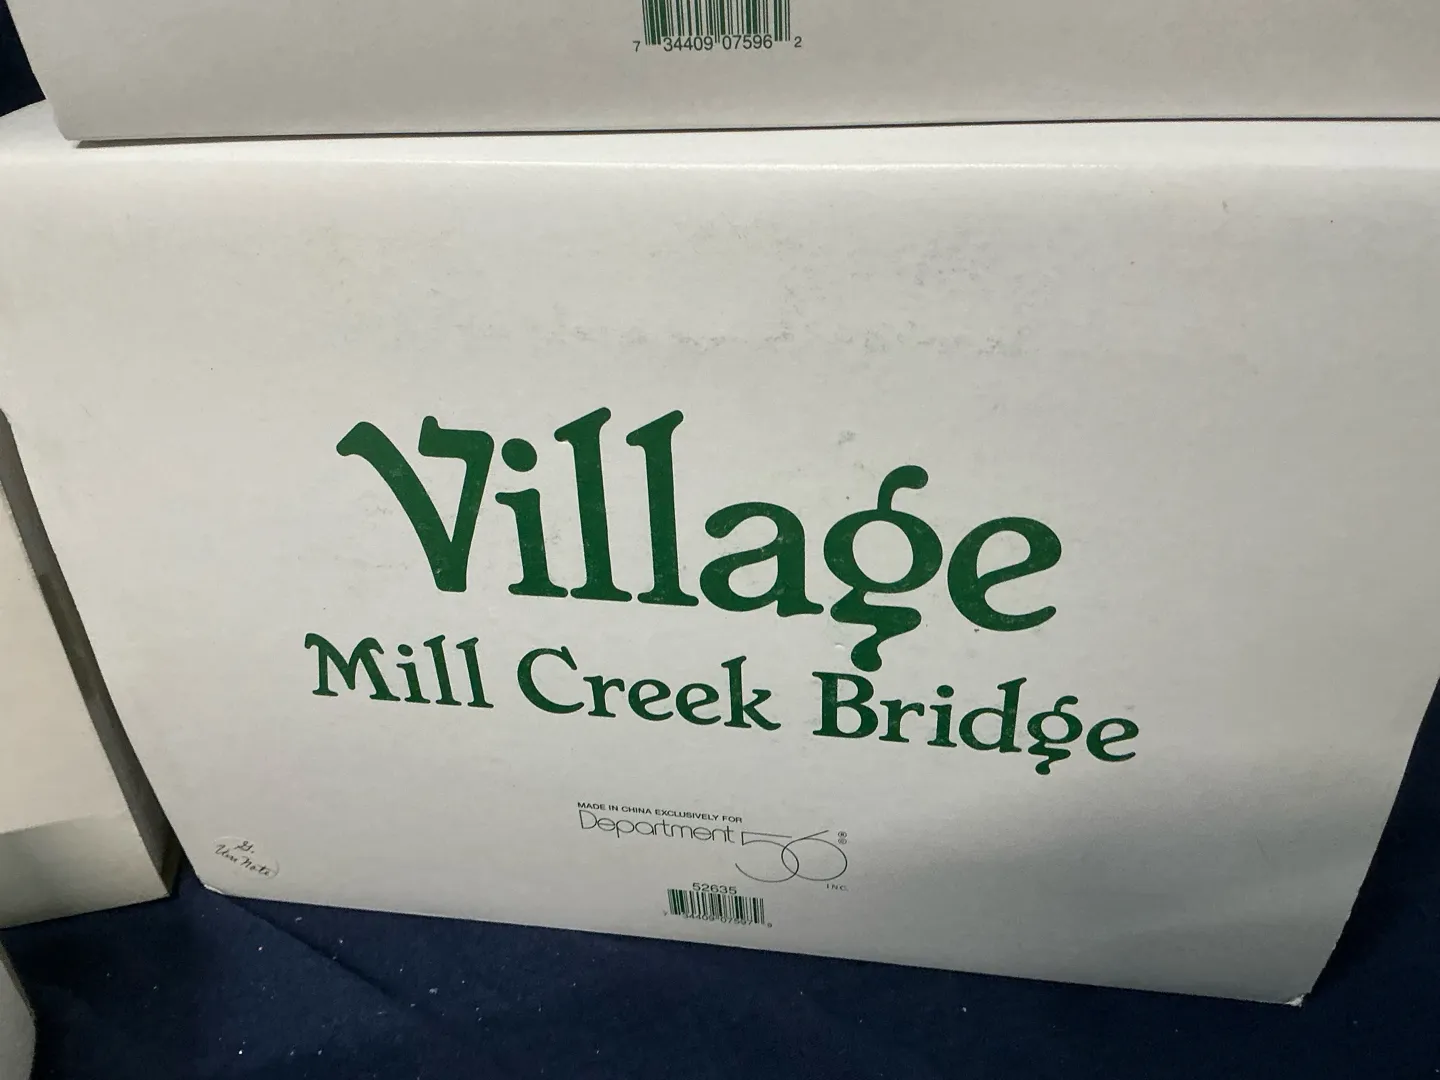 7 34409 07596 2
Village
Mill Creek Bridge
MADE IN CHINA EXCLUSIVELY FOR
Department 56 ® ®
INC.
52635